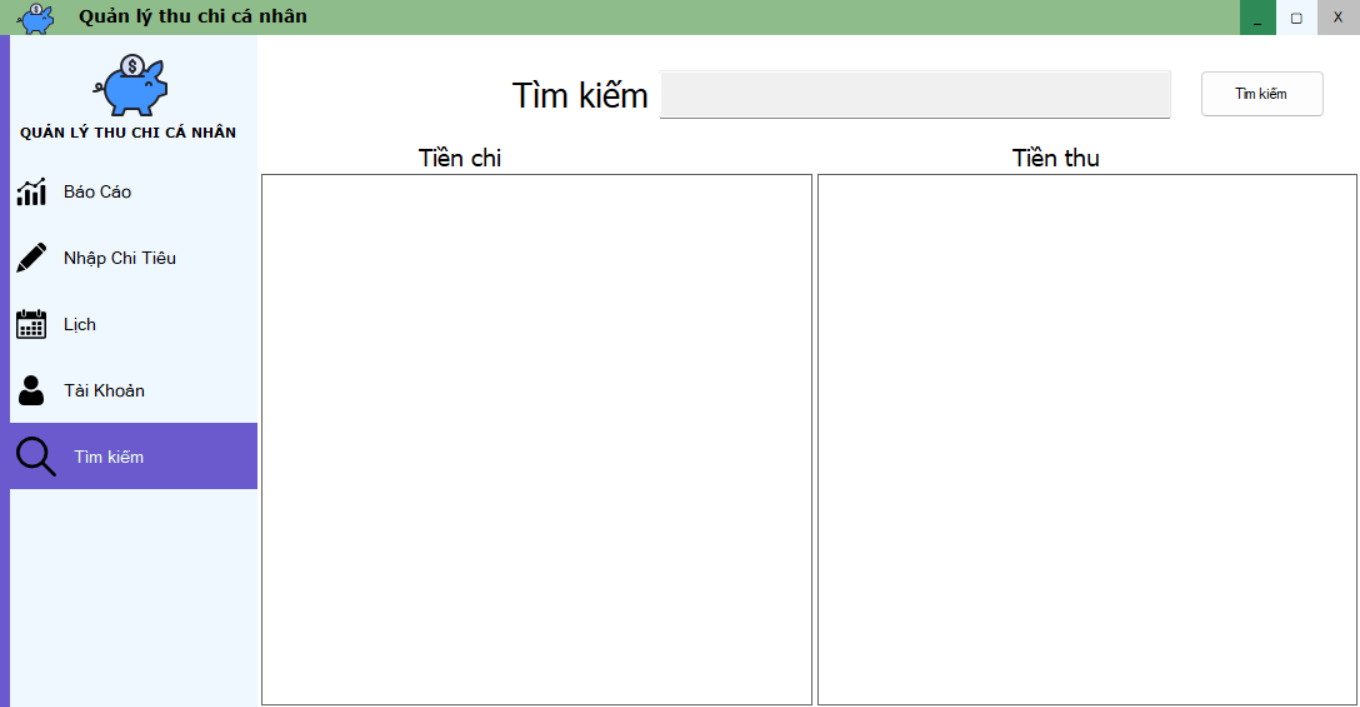 Quản lý thu chi cá nhân
_ □ X
QUẢN LÝ THU CHI CÁ NHÂN
Báo Cáo
Nhập Chi Tiêu
Lịch
Tài Khoản
Tìm kiếm
Tìm kiếm
Tìm kiếm
Tiền chi
Tiền thu